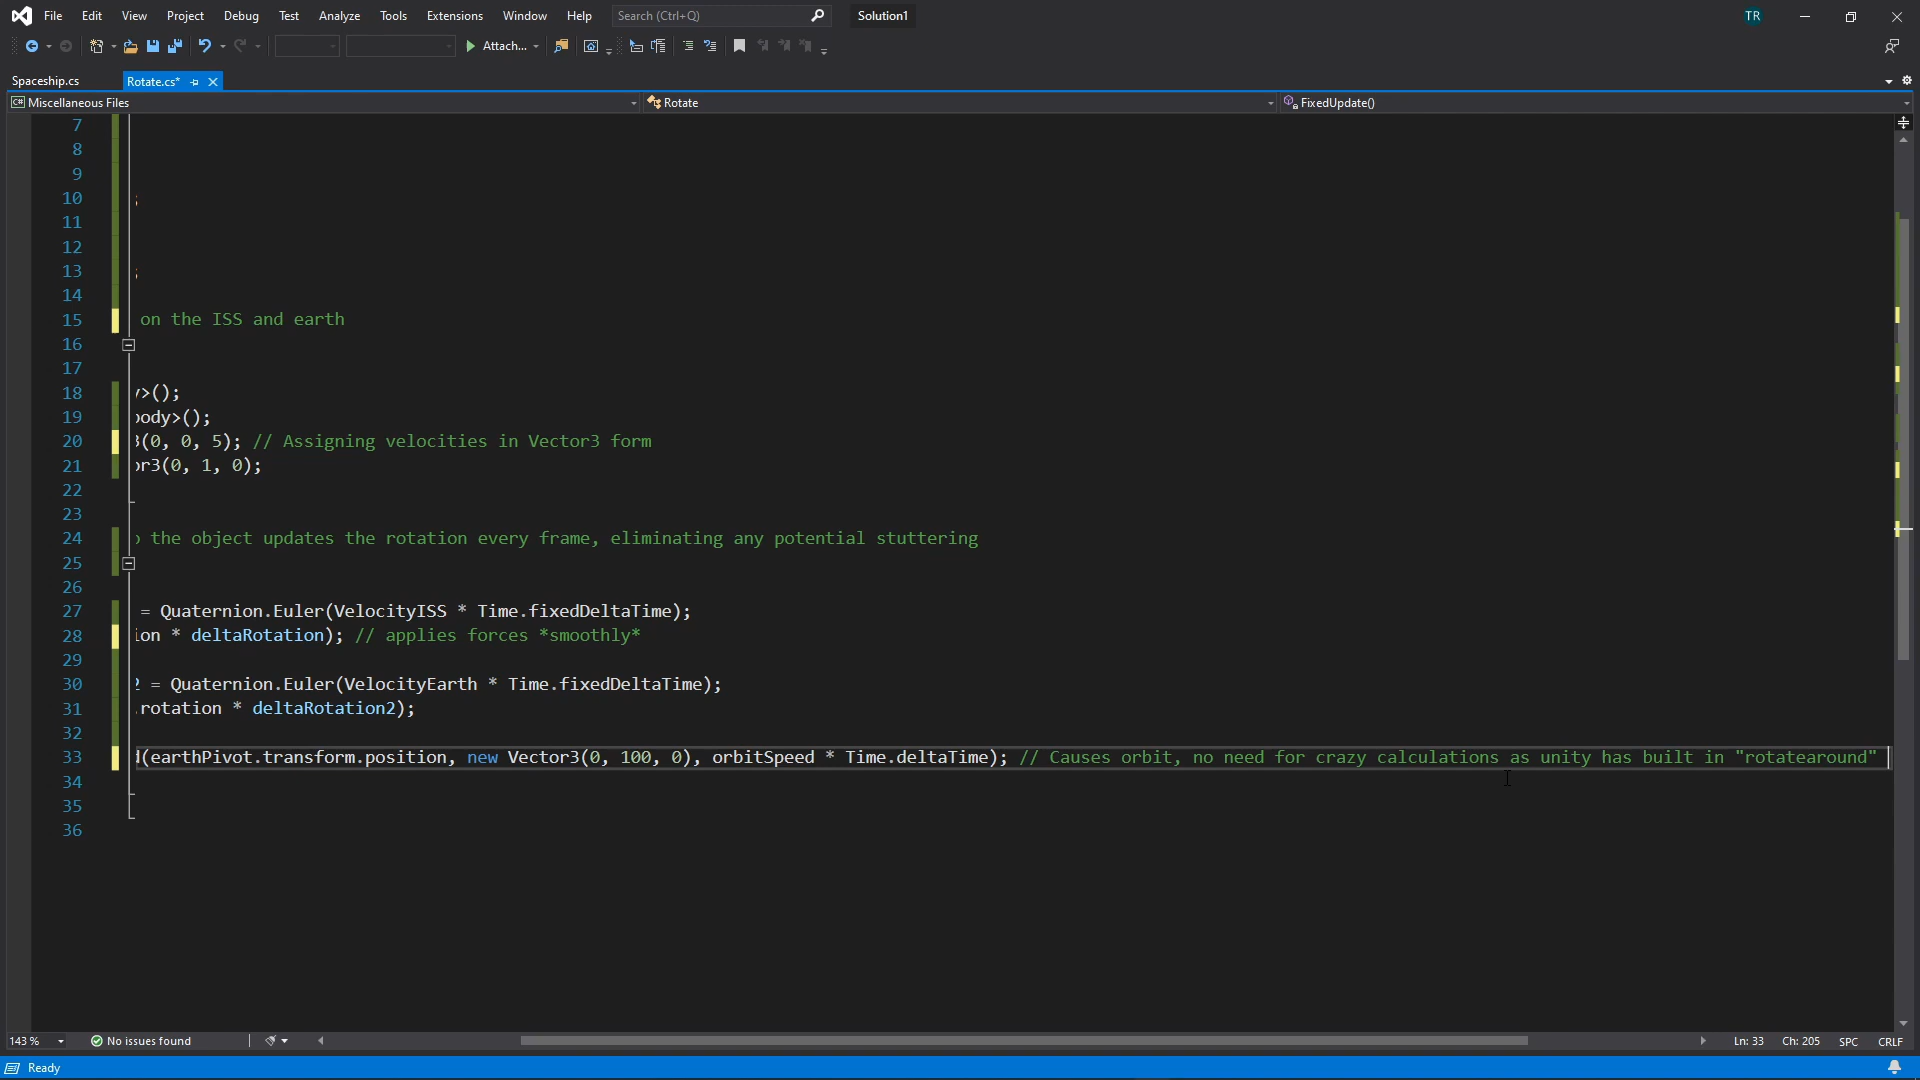 File Edit View Project Debug Test Analyze Tools Extensions Window Help Search (Ctrl+Q) Solution1 TR
Attach...
Spaceship.cs Rotate.cs*
C# Miscellaneous Files Rotate FixedUpdate()
7
8
9
10 ;
11
12
13 ;
14
15 on the ISS and earth
16
17
18 y>();
19 body>();
20 3(0, 0, 5); // Assigning velocities in Vector3 form
21 or3(0, 1, 0);
22
23
24 o the object updates the rotation every frame, eliminating any potential stuttering
25
26
27 = Quaternion.Euler(VelocityISS * Time.fixedDeltaTime);
28 ion * deltaRotation); // applies forces *smoothly*
29
30 2 = Quaternion.Euler(VelocityEarth * Time.fixedDeltaTime);
31 .rotation * deltaRotation2);
32
33 d(earthPivot.transform.position, new Vector3(0, 100, 0), orbitSpeed * Time.deltaTime); // Causes orbit, no need for crazy calculations as unity has built in "rotatearound"
34
35
36
143 % No issues found Ln: 33 Ch: 205 SPC CRLF
Ready